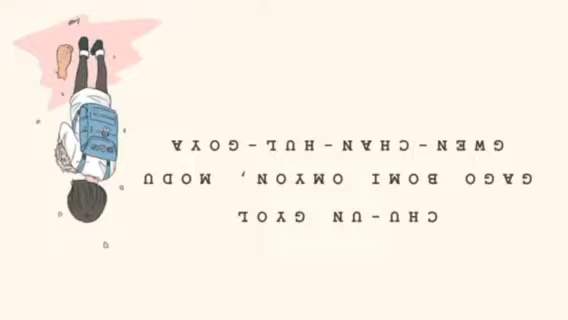 CHU-UN GYOL
GAGO BOMI OMYON, MODU
GWEN-CHAN-HUL-GOYA